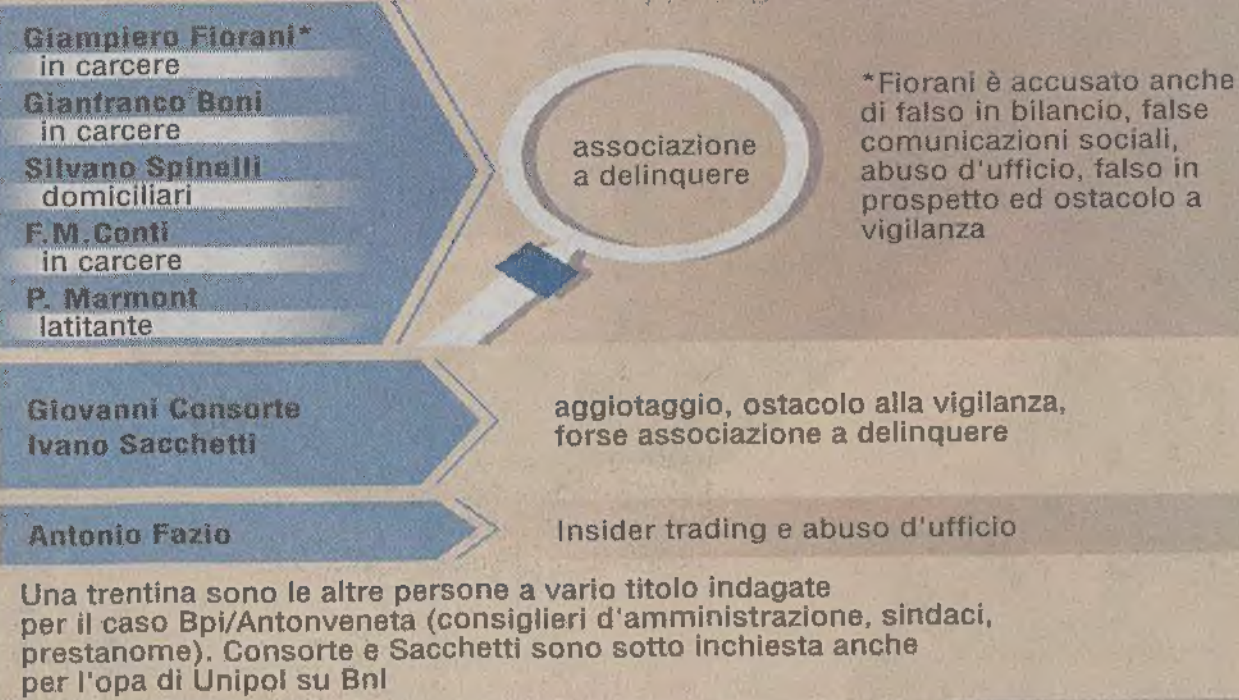 Giampiero Fiorani*
in carcere
Gianfranco Boni
in carcere
Silvano Spinelli
domiciliari
F.M.Conti
in carcere
P. Marmont
latitante
associazione
a delinquere
*Fiorani è accusato anche
di falso in bilancio, false
comunicazioni sociali,
abuso d'ufficio, falso in
prospetto ed ostacolo a
vigilanza
Giovanni Consorte
Ivano Sacchetti
aggiotaggio, ostacolo alla vigilanza,
forse associazione a delinquere
Antonio Fazio
Insider trading e abuso d'ufficio
Una trentina sono le altre persone a vario titolo indagate
per il caso Bpi/Antonveneta (consiglieri d'amministrazione, sindaci,
prestanome). Consorte e Sacchetti sono sotto inchiesta anche
per l'opa di Unipol su Bnl